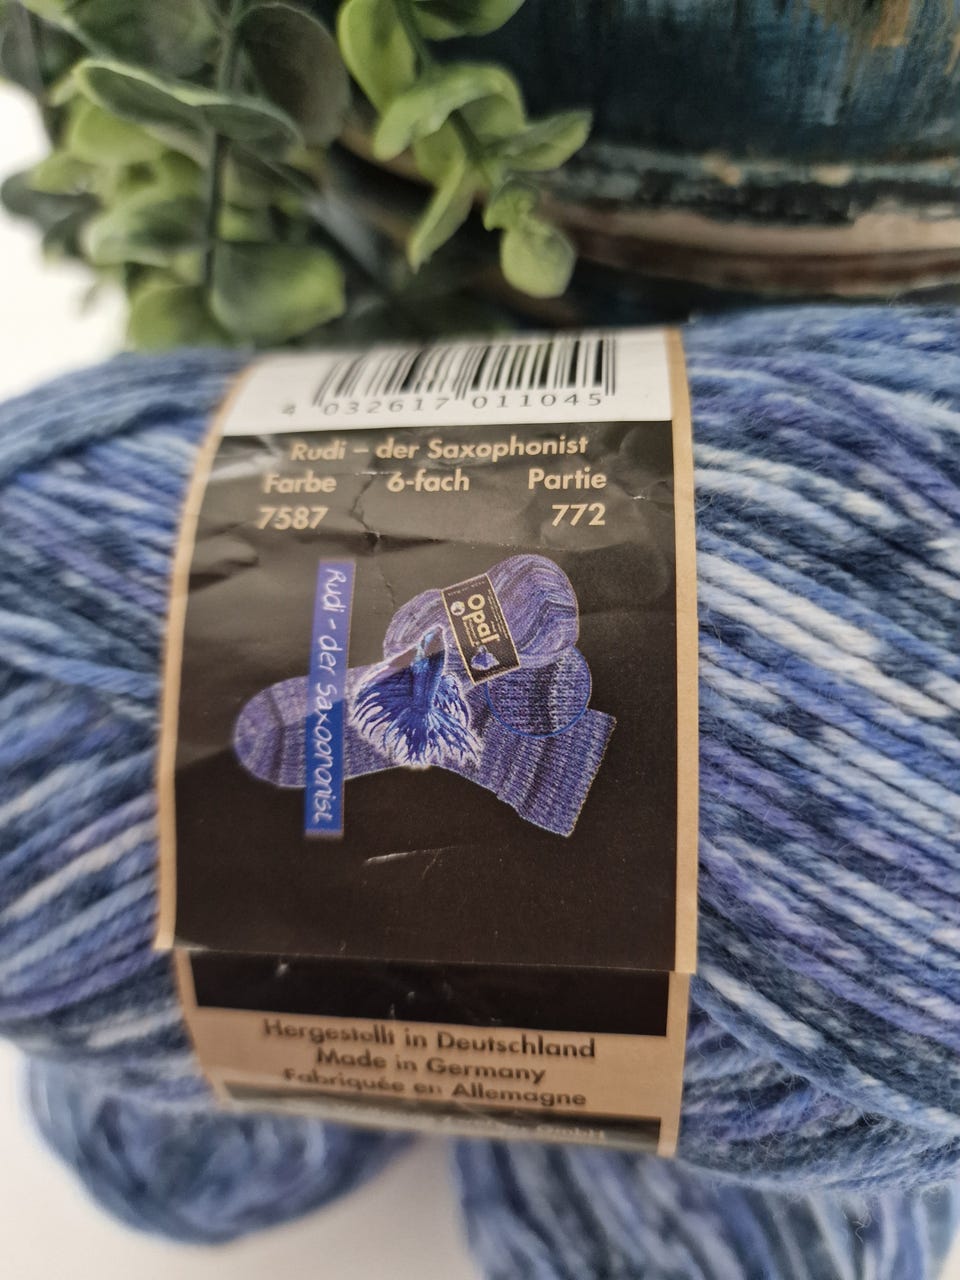 4 032617 011045
Rudi – der Saxophonist
Farbe 6-fach Partie
7587 772
Rudi - der Saxophonist
Opal
Hergestellt in Deutschland
Made in Germany
Fabriquée en Allemagne
GmbH